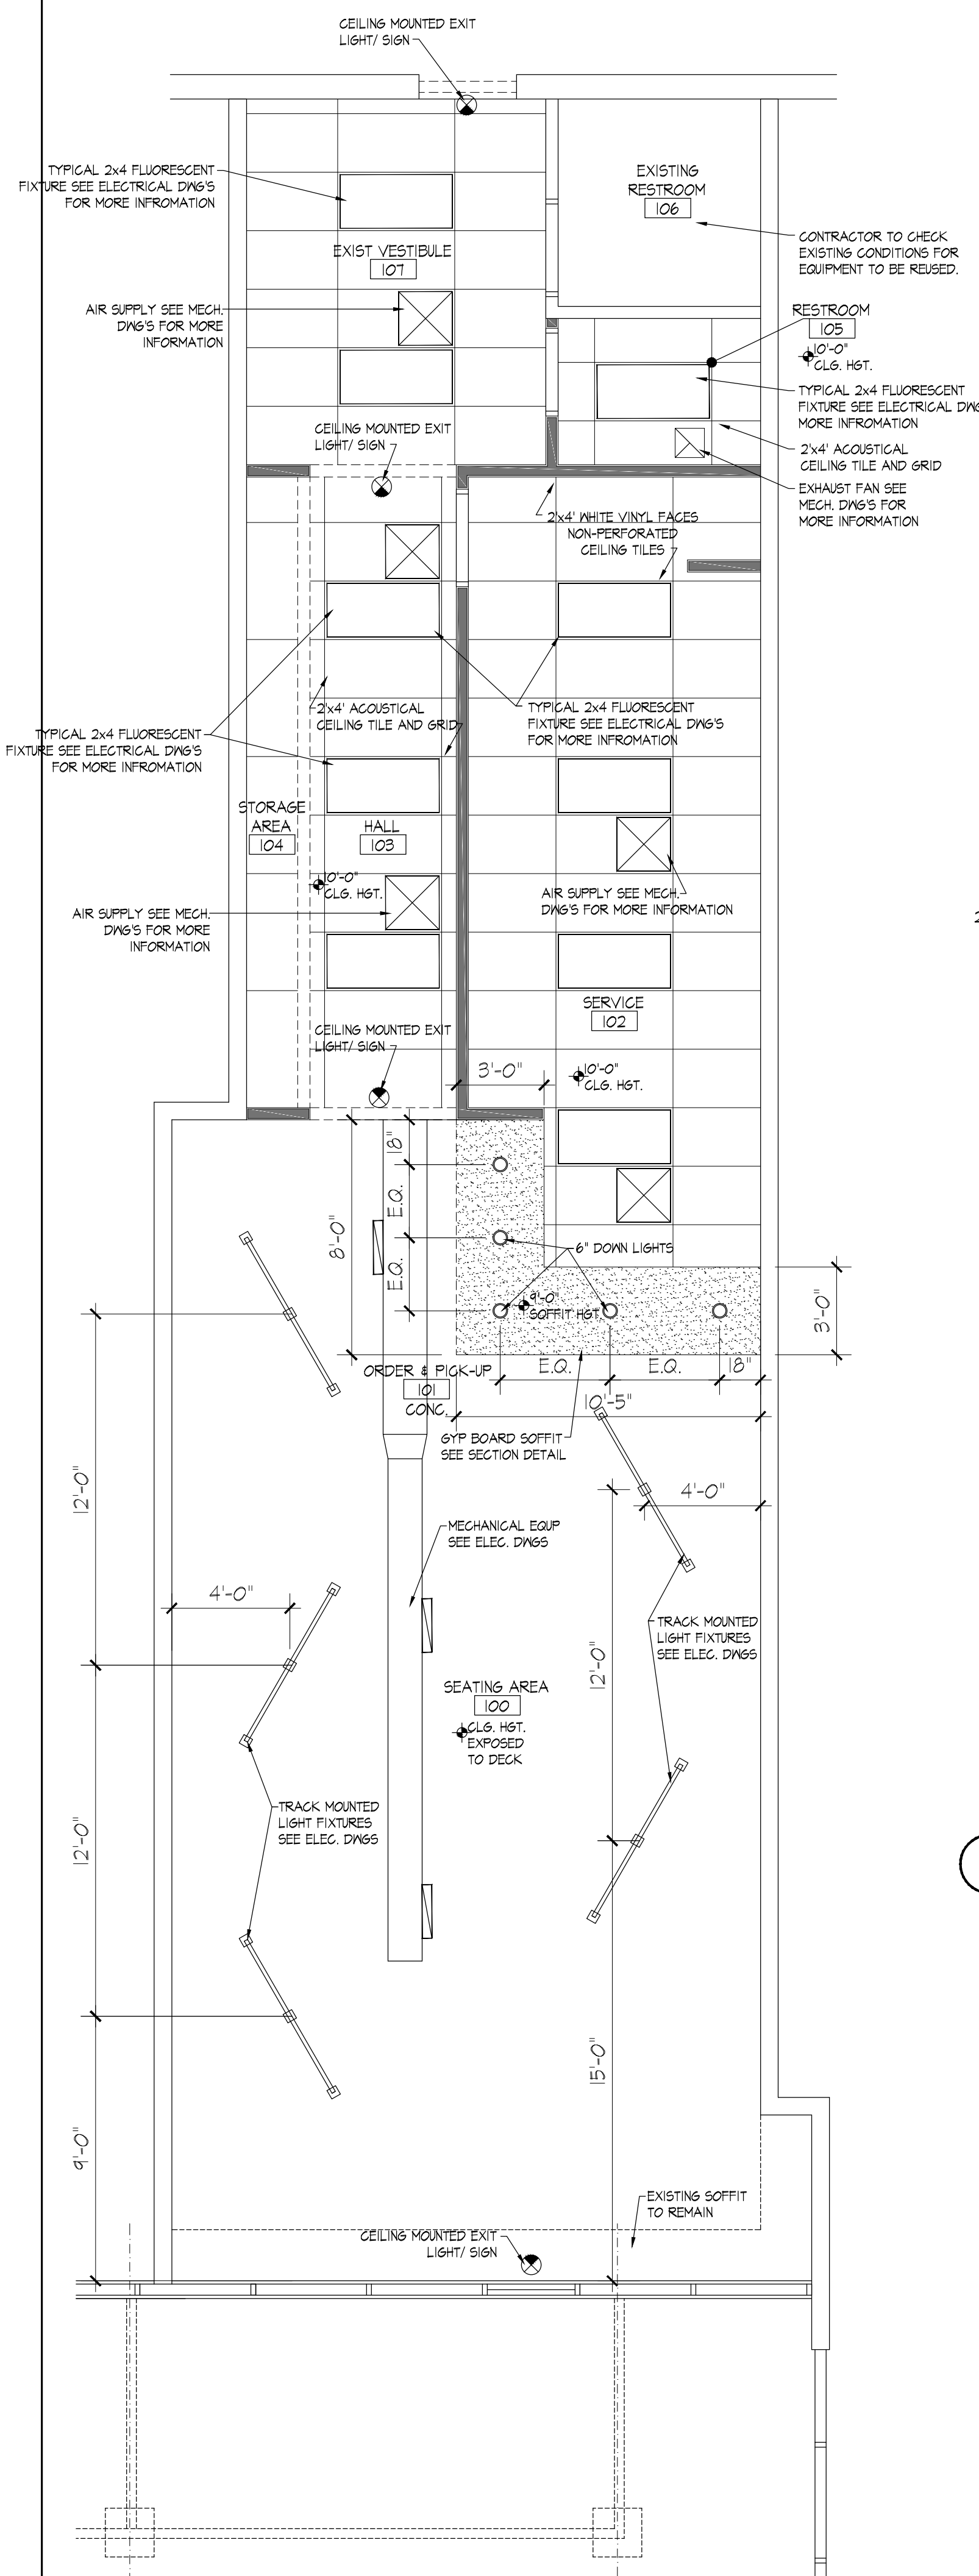 CEILING MOUNTED EXIT
LIGHT/ SIGN
TYPICAL 2x4 FLUORESCENT
FIXTURE SEE ELECTRICAL DWG'S
FOR MORE INFROMATION
EXISTING
RESTROOM
106
CONTRACTOR TO CHECK
EXISTING CONDITIONS FOR
EQUIPMENT TO BE REUSED.
EXIST VESTIBULE
107
AIR SUPPLY SEE MECH.
DWG'S FOR MORE
INFORMATION
RESTROOM
105
10'-0"
CLG. HGT.
TYPICAL 2x4 FLUORESCENT
FIXTURE SEE ELECTRICAL DWG
MORE INFROMATION
2'x4' ACOUSTICAL
CEILING TILE AND GRID
EXHAUST FAN SEE
MECH. DWG'S FOR
MORE INFORMATION
CEILING MOUNTED EXIT
LIGHT/ SIGN
2'x4' WHITE VINYL FACES
NON-PERFORATED
CEILING TILES
2'x4' ACOUSTICAL
CEILING TILE AND GRID
TYPICAL 2x4 FLUORESCENT
FIXTURE SEE ELECTRICAL DWG'S
FOR MORE INFROMATION
TYPICAL 2x4 FLUORESCENT
FIXTURE SEE ELECTRICAL DWG'S
FOR MORE INFROMATION
STORAGE
AREA
104
HALL
103
10'-0"
CLG. HGT.
AIR SUPPLY SEE MECH.
DWG'S FOR MORE INFORMATION
AIR SUPPLY SEE MECH.
DWG'S FOR MORE
INFORMATION
2
SERVICE
102
CEILING MOUNTED EXIT
LIGHT/ SIGN
3'-0"
10'-0"
CLG. HGT.
18"
E.Q.
E.Q.
8'-0"
6" DOWN LIGHTS
9'-0"
SOFFIT HGT.
3'-0"
E.Q.
E.Q.
18"
ORDER & PICK-UP
101
CONC.
10'-5"
GYP BOARD SOFFIT
SEE SECTION DETAIL
12'-0"
4'-0"
MECHANICAL EQUP
SEE ELEC. DWGS
4'-0"
TRACK MOUNTED
LIGHT FIXTURES
SEE ELEC. DWGS
12'-0"
SEATING AREA
100
CLG. HGT.
EXPOSED
TO DECK
TRACK MOUNTED
LIGHT FIXTURES
SEE ELEC. DWGS
12'-0"
15'-0"
9'-0"
EXISTING SOFFIT
TO REMAIN
CEILING MOUNTED EXIT
LIGHT/ SIGN